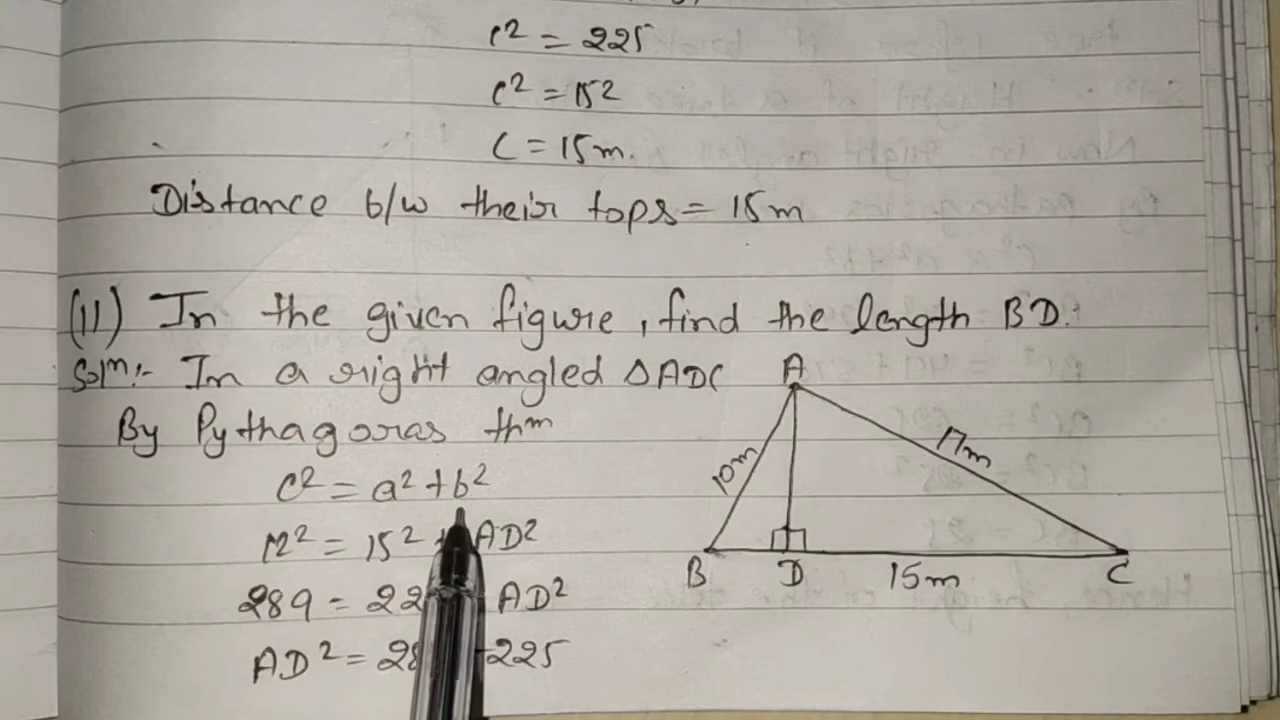 c² = 225
c² = 15²
C = 15m.
Distance b/w their tops = 15m
(11) In the given figure, find the length BD.
Solⁿ:- In a right angled △ADC
By Pythagoras thm
c² = a² + b²
17² = 15² + AD²
289 = 22 AD²
AD² = 28 - 225
A
10m
17m
B
D
15m
C